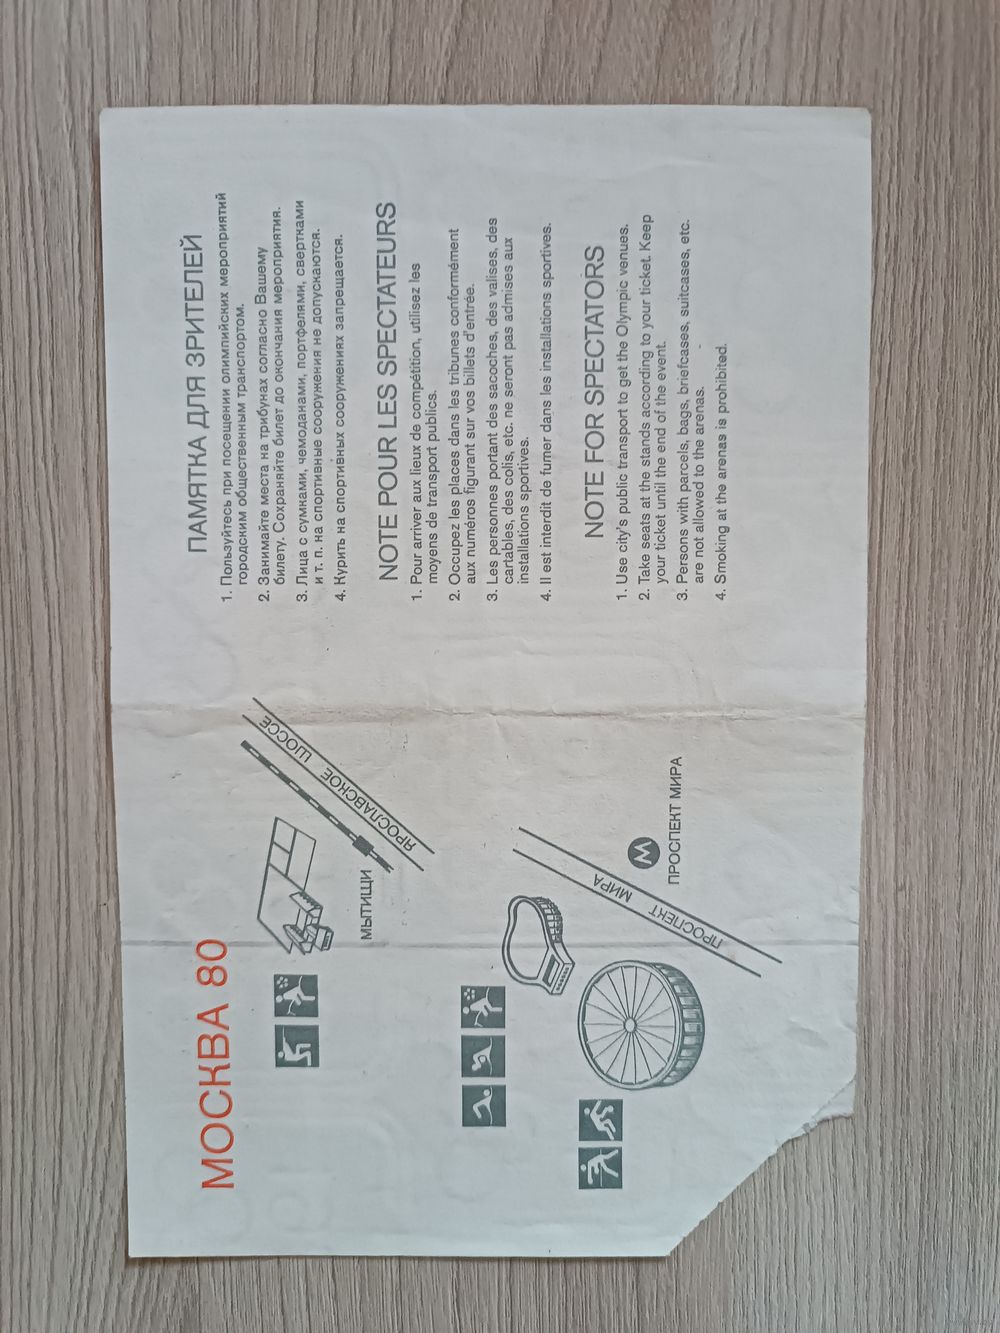 МОСКВА 80
МЫТИЩИ
ЯРОСЛАВСКОЕ ШОССЕ
ПРОСПЕКТ МИРА
М
ПРОСПЕКТ МИРА
ПАМЯТКА ДЛЯ ЗРИТЕЛЕЙ
1. Пользуйтесь при посещении олимпийских мероприятий
городским общественным транспортом.
2. Занимайте места на трибунах согласно Вашему
билету. Сохраняйте билет до окончания мероприятия.
3. Лица с сумками, чемоданами, портфелями, свертками
и т. п. на спортивные сооружения не допускаются.
4. Курить на спортивных сооружениях запрещается.
NOTE POUR LES SPECTATEURS
1. Pour arriver aux lieux de compétition, utilisez les
moyens de transport publics.
2. Occupez les places dans les tribunes conformément
aux numéros figurant sur vos billets d'entrée.
3. Les personnes portant des sacoches, des valises, des
cartables, des colis, etc. ne seront pas admises aux
installations sportives.
4. Il est interdit de fumer dans les installations sportives.
NOTE FOR SPECTATORS
1. Use city's public transport to get the Olympic venues.
2. Take seats at the stands according to your ticket. Keep
your ticket until the end of the event.
3. Persons with parcels, bags, briefcases, suitcases, etc.
are not allowed to the arenas.
4. Smoking at the arenas is prohibited.